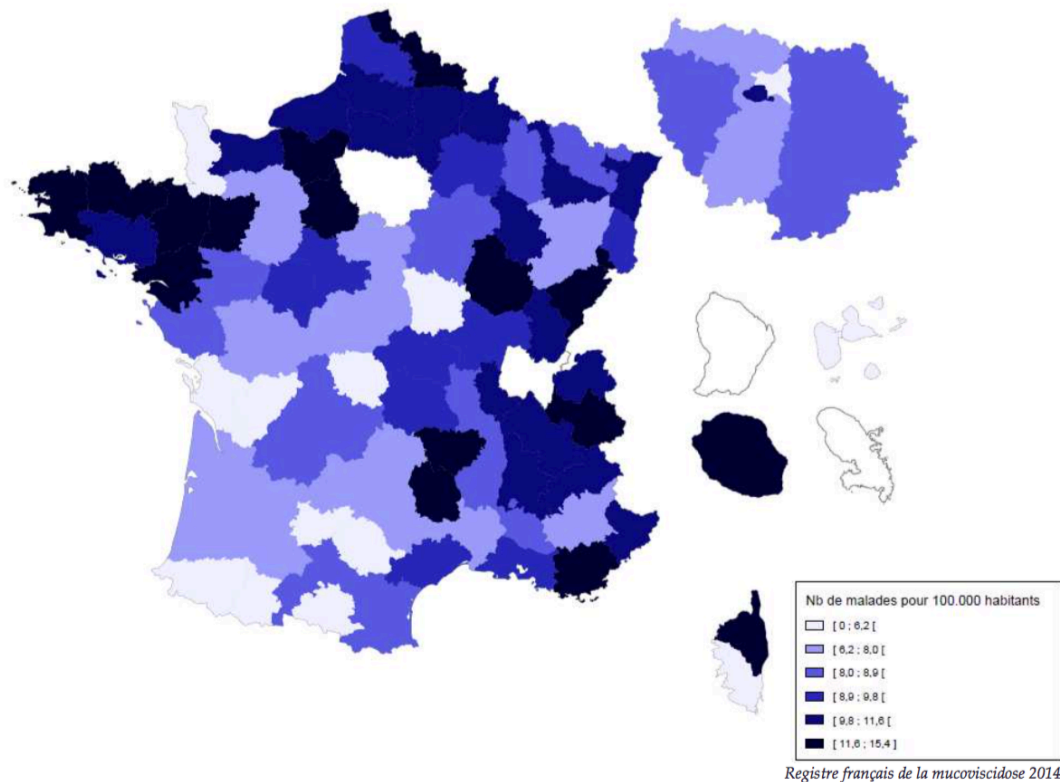 Nb de malades pour 100.000 habitants
[ 0 ; 6,2 [
[ 6,2 ; 8,0 [
[ 8,0 ; 8,9 [
[ 8,9 ; 9,8 [
[ 9,8 ; 11,6 [
[ 11,6 ; 15,4 ]
Registre français de la mucoviscidose 2014